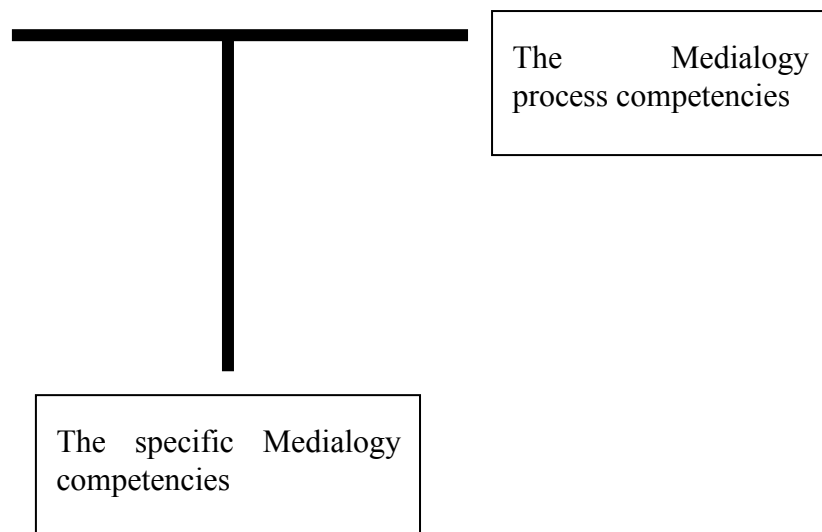 The Medialogy
process competencies
The specific Medialogy
competencies